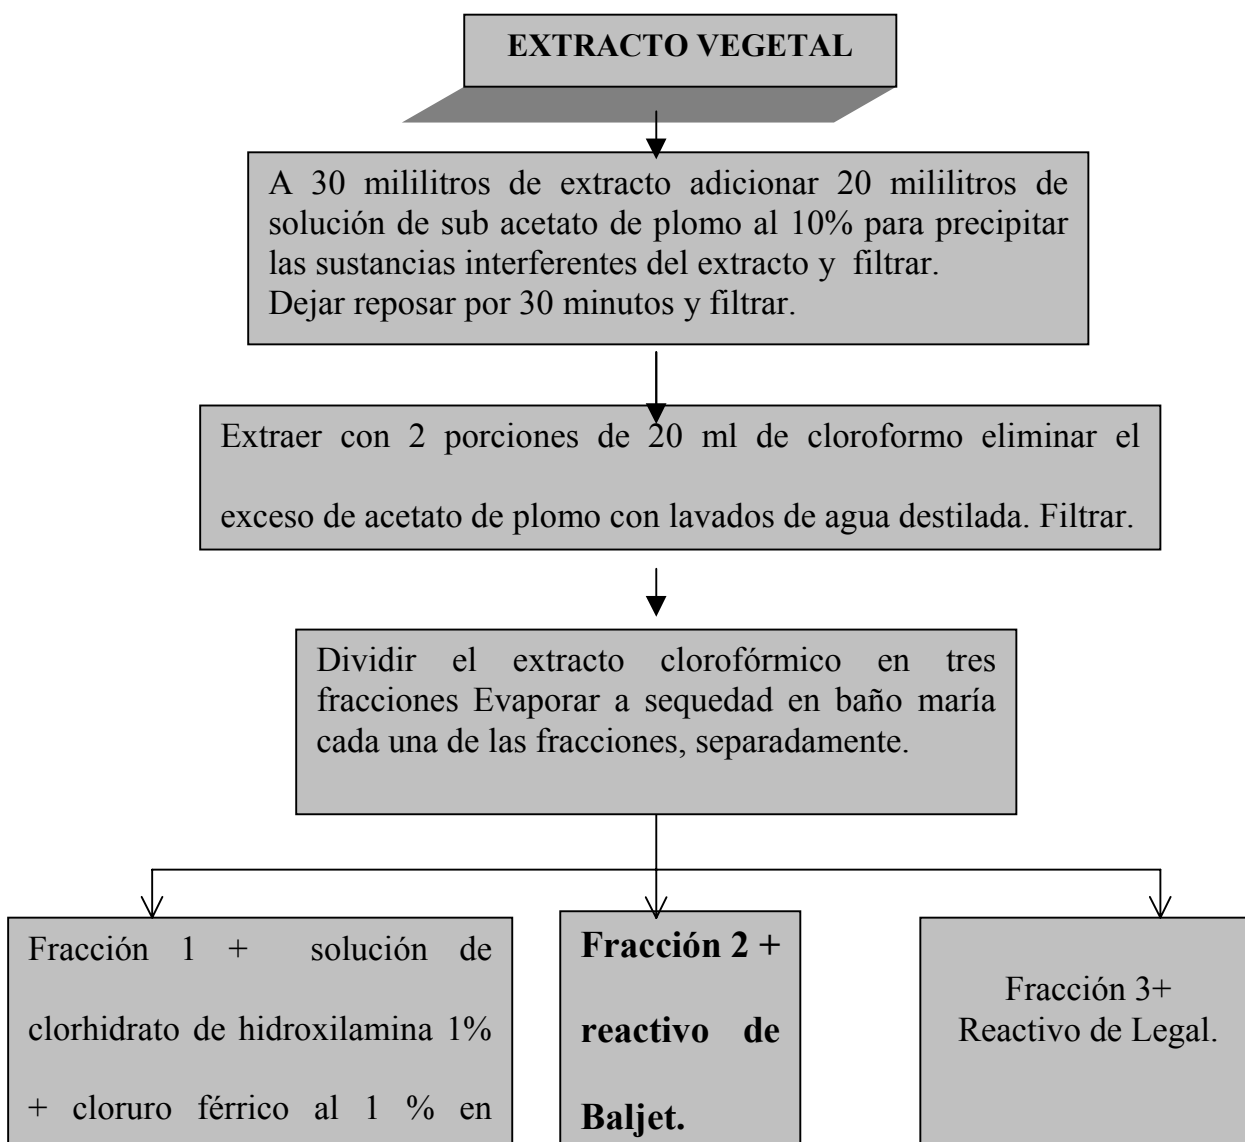 EXTRACTO VEGETAL
A 30 mililitros de extracto adicionar 20 mililitros de
solución de sub acetato de plomo al 10% para precipitar
las sustancias interferentes del extracto y filtrar.
Dejar reposar por 30 minutos y filtrar.
Extraer con 2 porciones de 20 ml de cloroformo eliminar el
exceso de acetato de plomo con lavados de agua destilada. Filtrar.
Dividir el extracto clorofórmico en tres
fracciones Evaporar a sequedad en baño maría
cada una de las fracciones, separadamente.
Fracción 1 + solución de
clorhidrato de hidroxilamina 1%
+ cloruro férrico al 1 % en
Fracción 2 +
reactivo de
Baljet.
Fracción 3+
Reactivo de Legal.